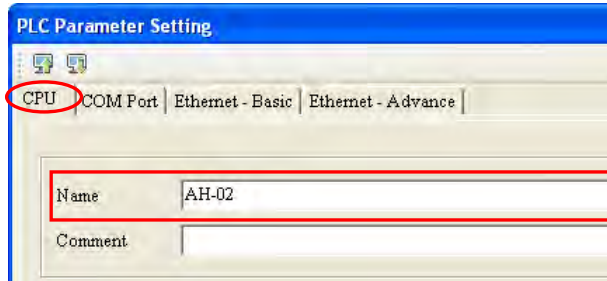 PLC Parameter Setting
CPU COM Port Ethernet - Basic Ethernet - Advance
Name AH-02
Comment